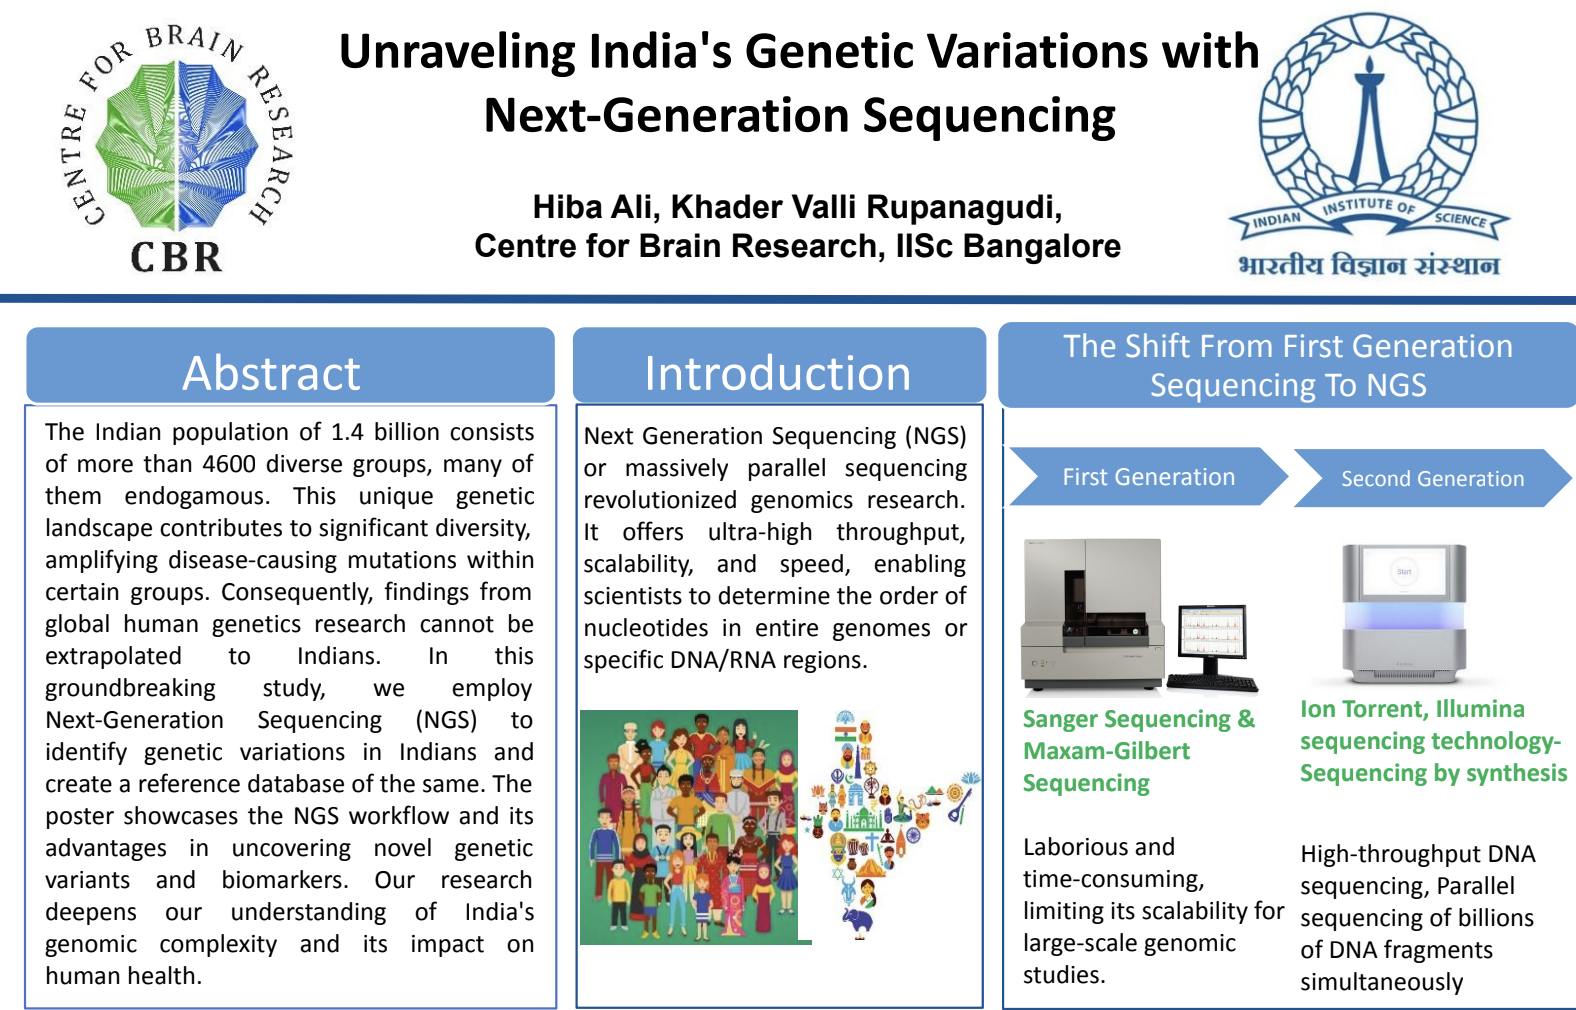 CENTRE FOR BRAIN RESEARCH
CBR
Unraveling India's Genetic Variations with
Next-Generation Sequencing
Hiba Ali, Khader Valli Rupanagudi,
Centre for Brain Research, IISc Bangalore
INDIAN INSTITUTE OF SCIENCE
भारतीय विज्ञान संस्थान
Abstract
The Indian population of 1.4 billion consists
of more than 4600 diverse groups, many of
them endogamous. This unique genetic
landscape contributes to significant diversity,
amplifying disease-causing mutations within
certain groups. Consequently, findings from
global human genetics research cannot be
extrapolated to Indians. In this
groundbreaking study, we employ
Next-Generation Sequencing (NGS) to
identify genetic variations in Indians and
create a reference database of the same. The
poster showcases the NGS workflow and its
advantages in uncovering novel genetic
variants and biomarkers. Our research
deepens our understanding of India's
genomic complexity and its impact on
human health.
Introduction
Next Generation Sequencing (NGS)
or massively parallel sequencing
revolutionized genomics research.
It offers ultra-high throughput,
scalability, and speed, enabling
scientists to determine the order of
nucleotides in entire genomes or
specific DNA/RNA regions.
The Shift From First Generation
Sequencing To NGS
First Generation
Second Generation
Start
Sanger Sequencing &
Maxam-Gilbert
Sequencing
Ion Torrent, Illumina
sequencing technology-
Sequencing by synthesis
Laborious and
time-consuming,
limiting its scalability for
large-scale genomic
studies.
High-throughput DNA
sequencing, Parallel
sequencing of billions
of DNA fragments
simultaneously